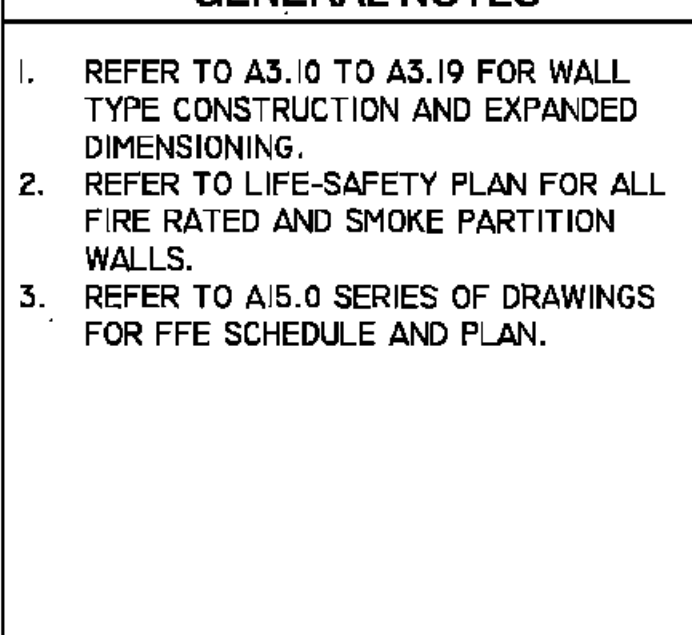 GENERAL NOTES
1. REFER TO A3.10 TO A3.19 FOR WALL
TYPE CONSTRUCTION AND EXPANDED
DIMENSIONING.
2. REFER TO LIFE-SAFETY PLAN FOR ALL
FIRE RATED AND SMOKE PARTITION
WALLS.
3. REFER TO A15.0 SERIES OF DRAWINGS
FOR FFE SCHEDULE AND PLAN.